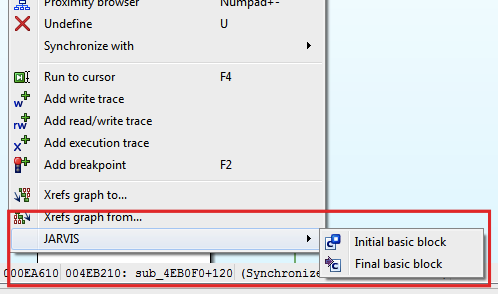 Proximity browser Numpad+-
Undefine U
Synchronize with
Run to cursor F4
w Add write trace
rw Add read/write trace
x Add execution trace
Add breakpoint F2
Xrefs graph to...
Xrefs graph from...
JARVIS
Initial basic block
Final basic block
000EA610 004EB210: sub_4EB0F0+120 (Synchronize